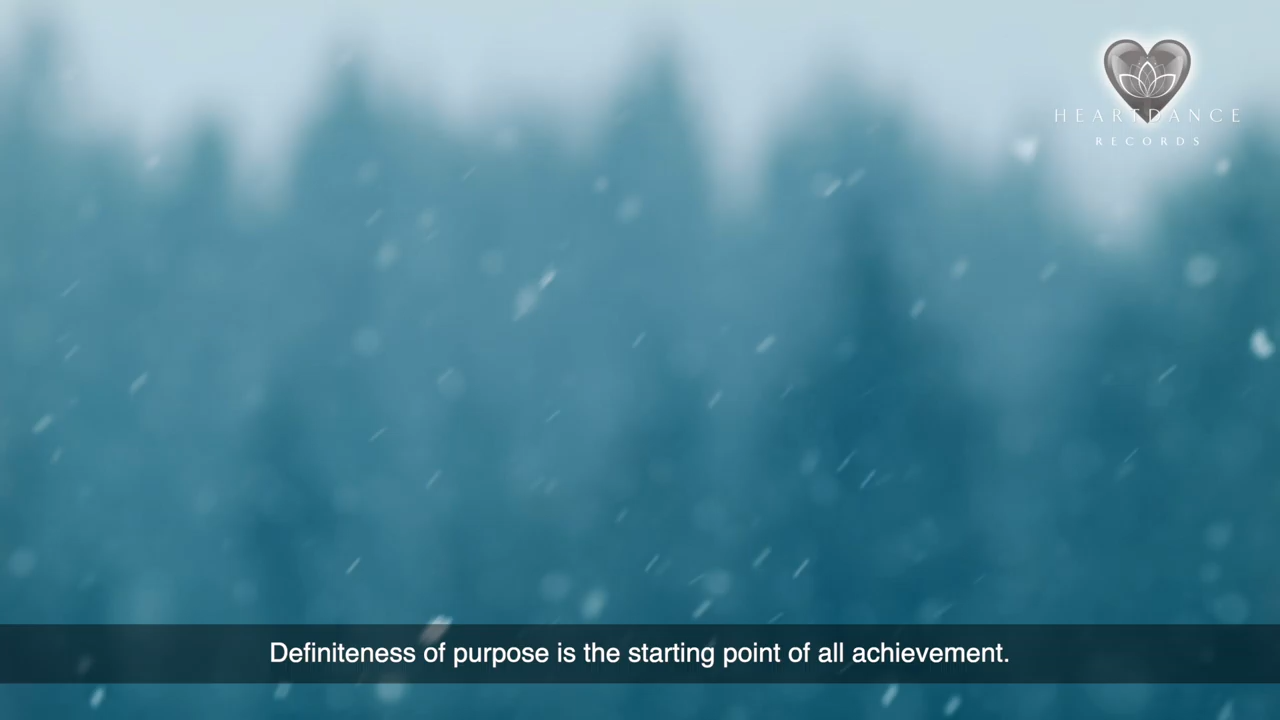 HEARTDANCE
RECORDS
Definiteness of purpose is the starting point of all achievement.